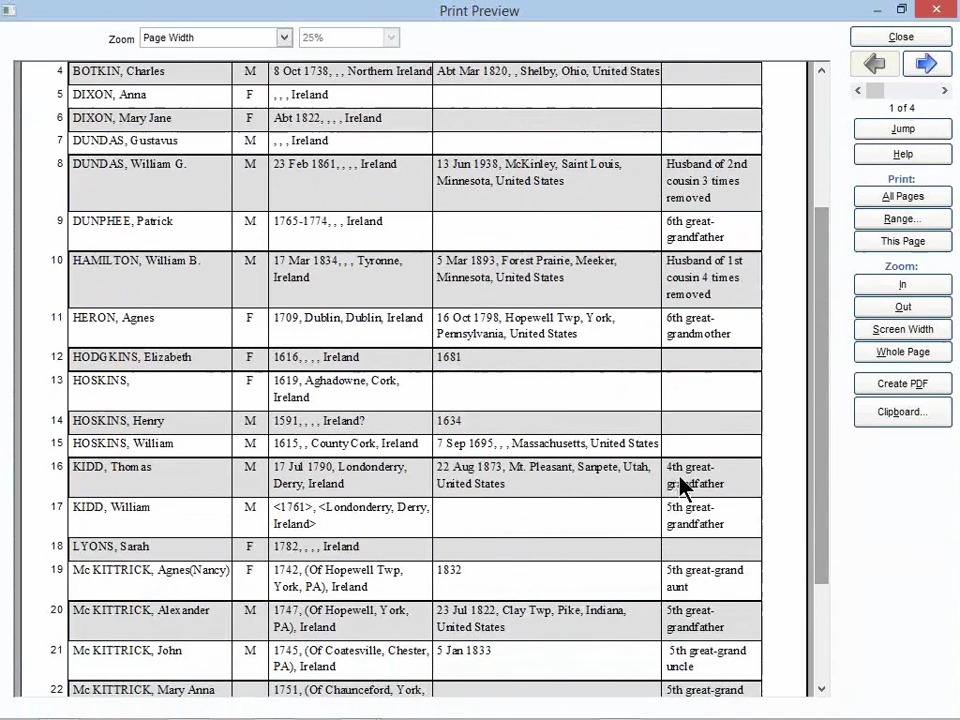 Print Preview
Zoom Page Width 25%
Close
1 of 4
Jump
Help
Print:
All Pages
Range...
This Page
Zoom:
In
Out
Screen Width
Whole Page
Create PDF
Clipboard...
4 BOTKIN, Charles M 8 Oct 1738, , , Northern Ireland Abt Mar 1820, , Shelby, Ohio, United States
5 DIXON, Anna F , , , Ireland
6 DIXON, Mary Jane F Abt 1822, , , , Ireland
7 DUNDAS, Gustavus M , , , Ireland
8 DUNDAS, William G. M 23 Feb 1861, , , , Ireland 13 Jun 1938, McKinley, Saint Louis, Husband of 2nd
Minnesota, United States cousin 3 times
removed
9 DUNPHEE, Patrick M 1765-1774, , , Ireland 6th great-
grandfather
10 HAMILTON, William B. M 17 Mar 1834, , , Tyronne, 5 Mar 1893, Forest Prairie, Meeker, Husband of 1st
Ireland Minnesota, United States cousin 4 times
removed
11 HERON, Agnes F 1709, Dublin, Dublin, Ireland 16 Oct 1798, Hopewell Twp, York, 6th great-
Pennsylvania, United States grandmother
12 HODGKINS, Elizabeth F 1616, , , Ireland 1681
13 HOSKINS, F 1619, Aghadowne, Cork,
Ireland
14 HOSKINS, Henry M 1591, , , , Ireland? 1634
15 HOSKINS, William M 1615, , County Cork, Ireland 7 Sep 1695, , , Massachusetts, United States
16 KIDD, Thomas M 17 Jul 1790, Londonderry, 22 Aug 1873, Mt. Pleasant, Sanpete, Utah, 4th great-
Derry, Ireland United States grandfather
17 KIDD, William M <1761>, <Londonderry, Derry, 5th great-
Ireland> grandfather
18 LYONS, Sarah F 1782, , , , Ireland
19 Mc KITTRICK, Agnes(Nancy) F 1742, (Of Hopewell Twp, 1832 5th great-grand
York, PA), Ireland aunt
20 Mc KITTRICK, Alexander M 1747, (Of Hopewell, York, 23 Jul 1822, Clay Twp, Pike, Indiana, 5th great-
PA), Ireland United States grandfather
21 Mc KITTRICK, John M 1745, (Of Coatesville, Chester, 5 Jan 1833 5th great-grand
PA), Ireland uncle
22 Mc KITTRICK, Mary Anna 1751, (Of Chanceford, York, 5th great-grand